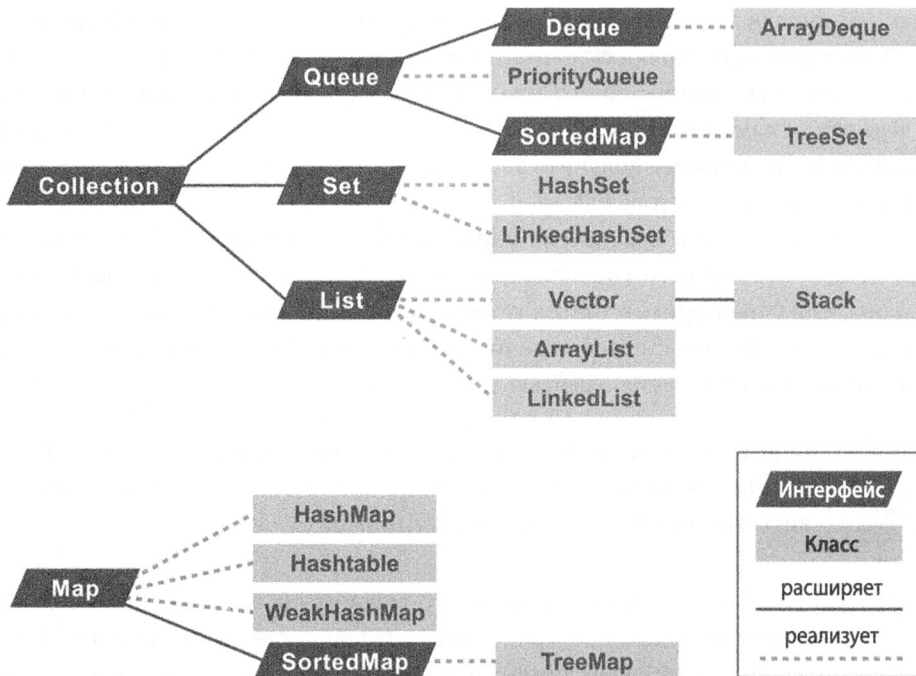 Deque
ArrayDeque
Queue
PriorityQueue
SortedMap
TreeSet
Collection
Set
HashSet
LinkedHashSet
List
Vector
Stack
ArrayList
LinkedList
HashMap
Hashtable
Map
WeakHashMap
SortedMap
TreeMap
Интерфейс
Класс
расширяет
реализует